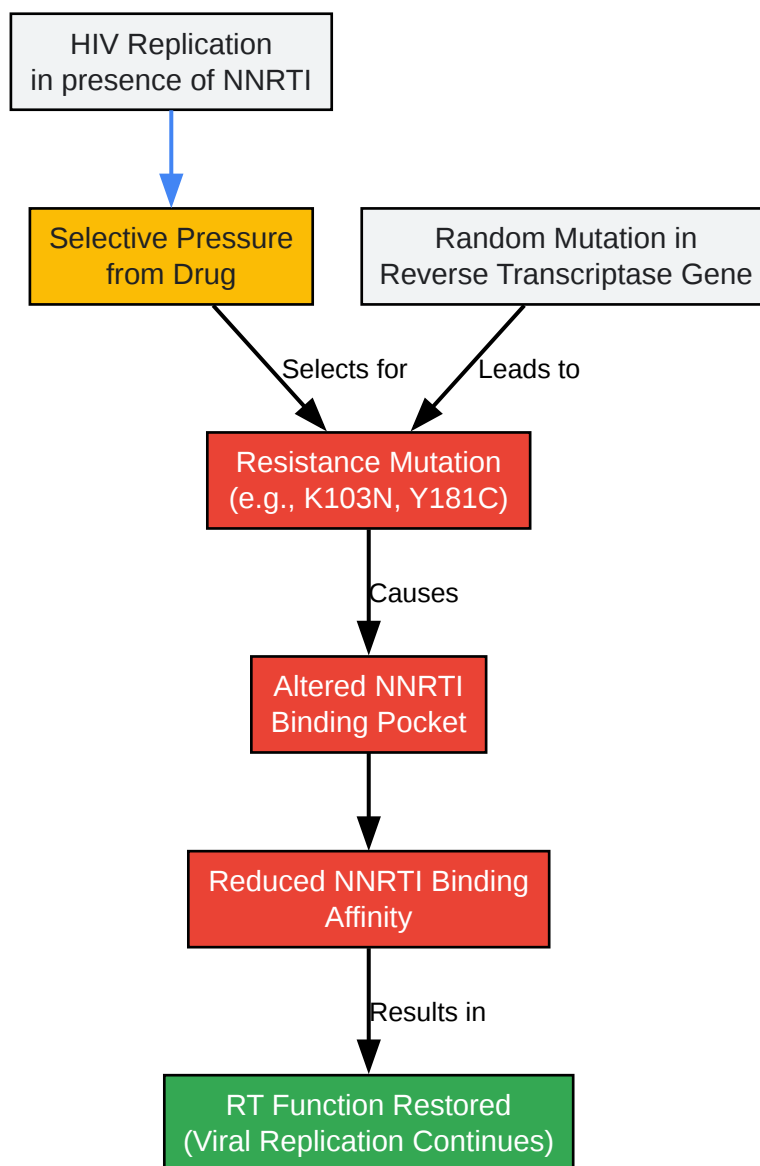 HIV Replication
in presence of NNRTI
Selective Pressure
from Drug
Random Mutation in
Reverse Transcriptase Gene
Selects for
Leads to
Resistance Mutation
(e.g., K103N, Y181C)
Causes
Altered NNRTI
Binding Pocket
Reduced NNRTI Binding
Affinity
Results in
RT Function Restored
(Viral Replication Continues)